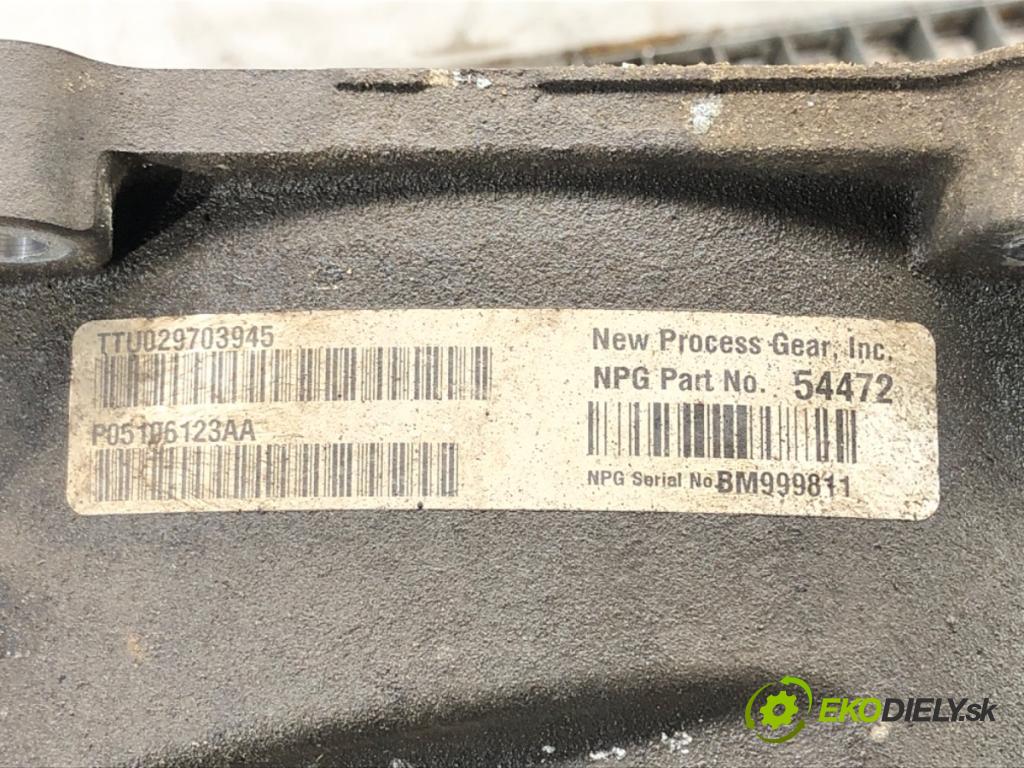 TTU029703945
P05106123AA
New Process Gear, Inc.
NPG Part No. 54472
NPG Serial No BM999811
EKODIELY.sk